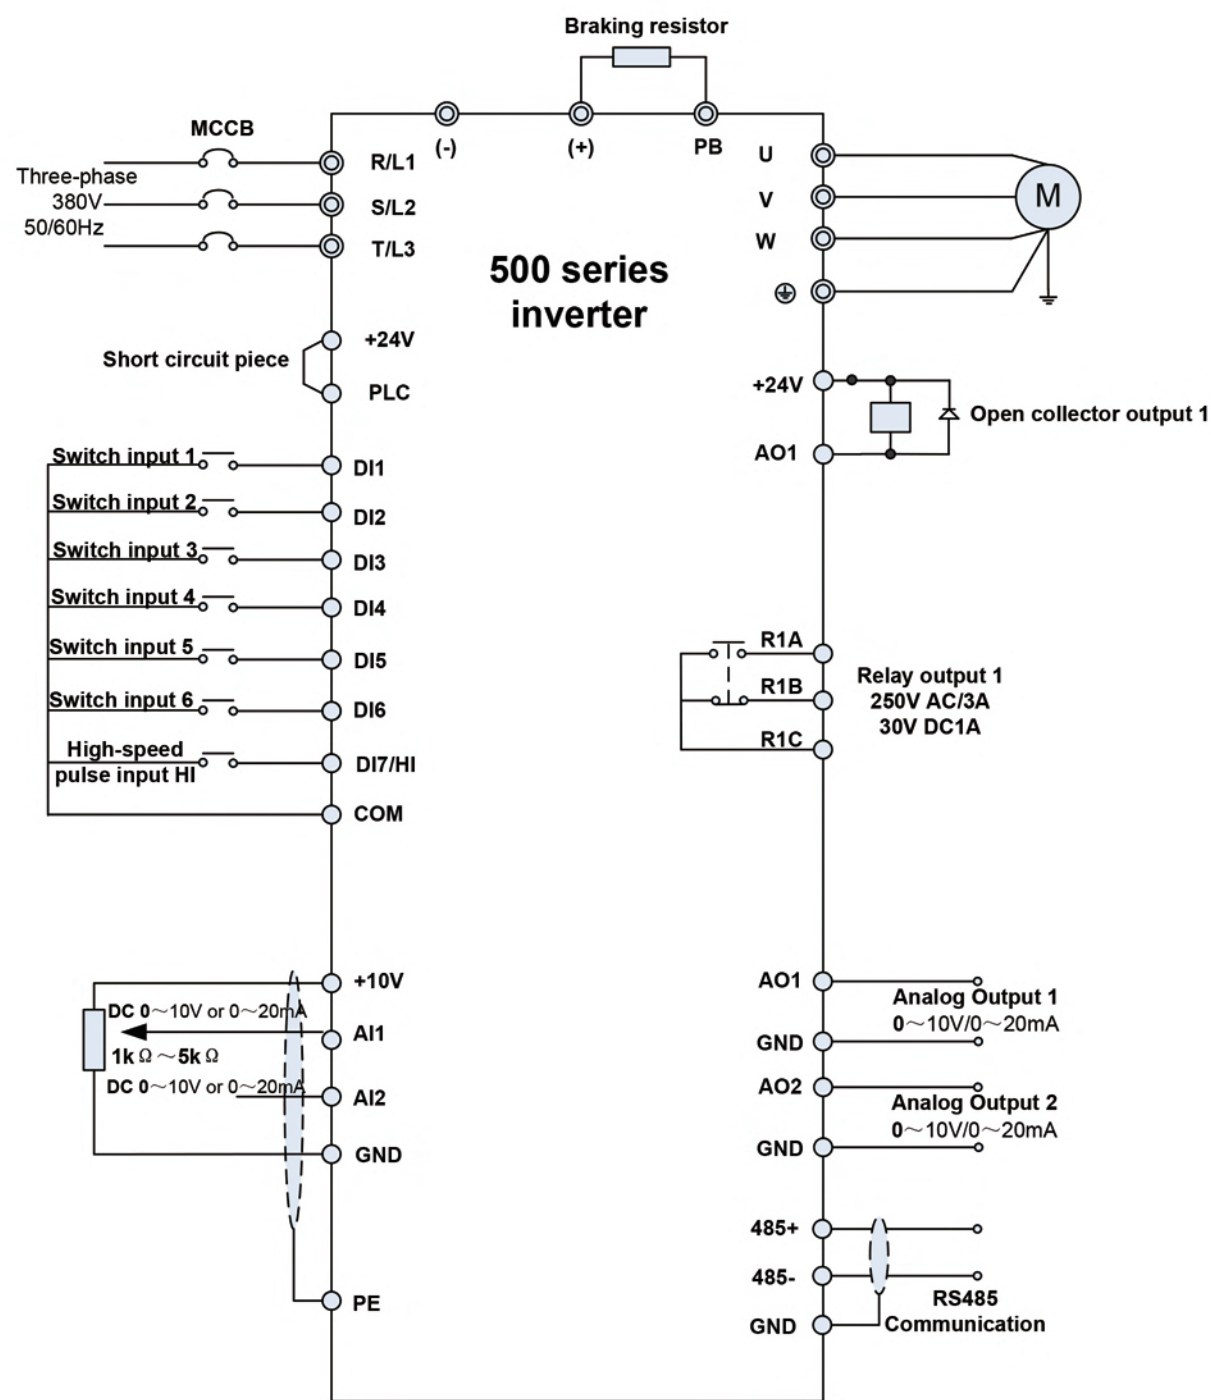 Braking resistor
MCCB
(-)
(+)
PB
Three-phase
380V
50/60Hz
R/L1
S/L2
T/L3
U
V
W
M
500 series
inverter
Short circuit piece
+24V
PLC
+24V
AO1
Open collector output 1
Switch input 1
DI1
Switch input 2
DI2
Switch input 3
DI3
Switch input 4
DI4
Switch input 5
DI5
Switch input 6
DI6
High-speed
pulse input HI
DI7/HI
COM
R1A
R1B
R1C
Relay output 1
250V AC/3A
30V DC1A
+10V
DC 0～10V or 0～20mA
AI1
1k Ω ～5k Ω
DC 0～10V or 0～20mA
AI2
GND
PE
AO1
Analog Output 1
0～10V/0～20mA
GND
AO2
Analog Output 2
0～10V/0～20mA
GND
485+
485-
GND
RS485
Communication